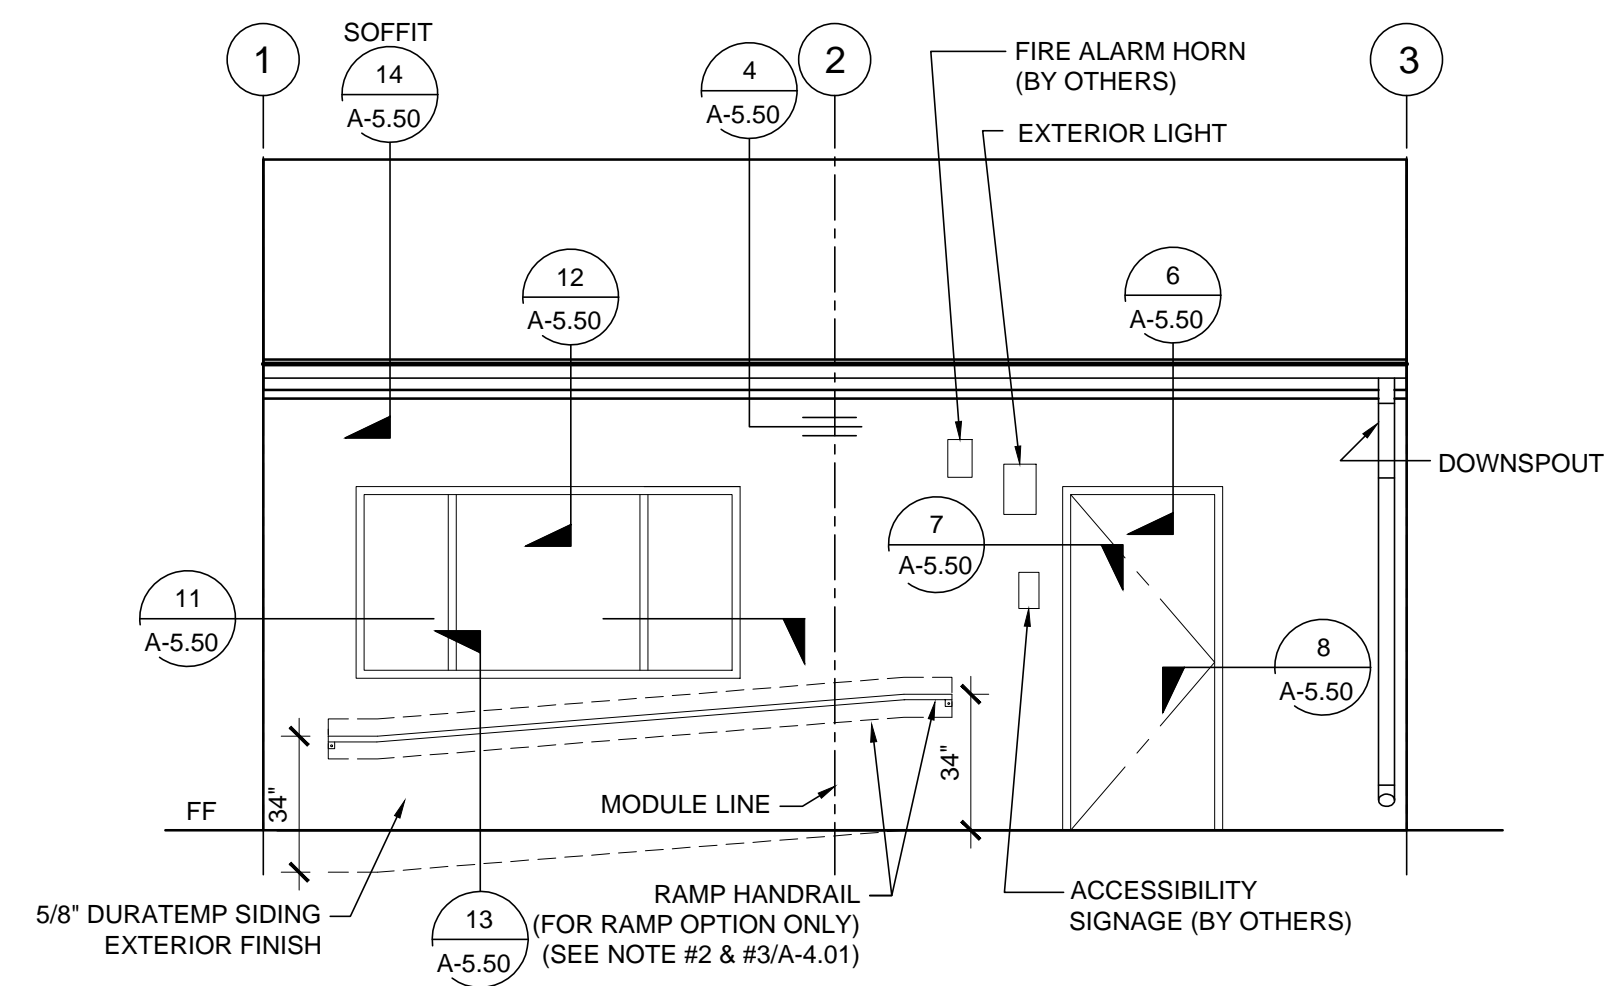 SOFFIT
1
14
A-5.50
4
A-5.50
2
FIRE ALARM HORN
(BY OTHERS)
3
EXTERIOR LIGHT
12
A-5.50
6
A-5.50
DOWNSPOUT
7
A-5.50
11
A-5.50
8
A-5.50
34"
34"
FF
MODULE LINE
5/8" DURATEMP SIDING
EXTERIOR FINISH
13
A-5.50
RAMP HANDRAIL
(FOR RAMP OPTION ONLY)
(SEE NOTE #2 & #3/A-4.01)
ACCESSIBILITY
SIGNAGE (BY OTHERS)